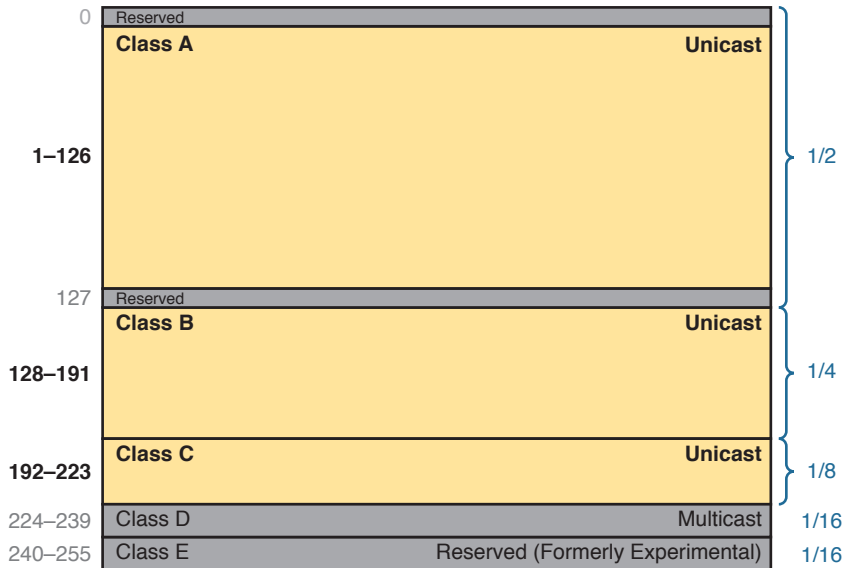 0 Reserved
Class A Unicast
1–126 1/2
127 Reserved
Class B Unicast
128–191 1/4
Class C Unicast
192–223 1/8
224–239 Class D Multicast 1/16
240–255 Class E Reserved (Formerly Experimental) 1/16